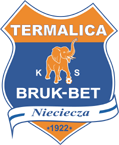 TERMALICA
K S
BRUK-BET
Nieciecza
•1922•